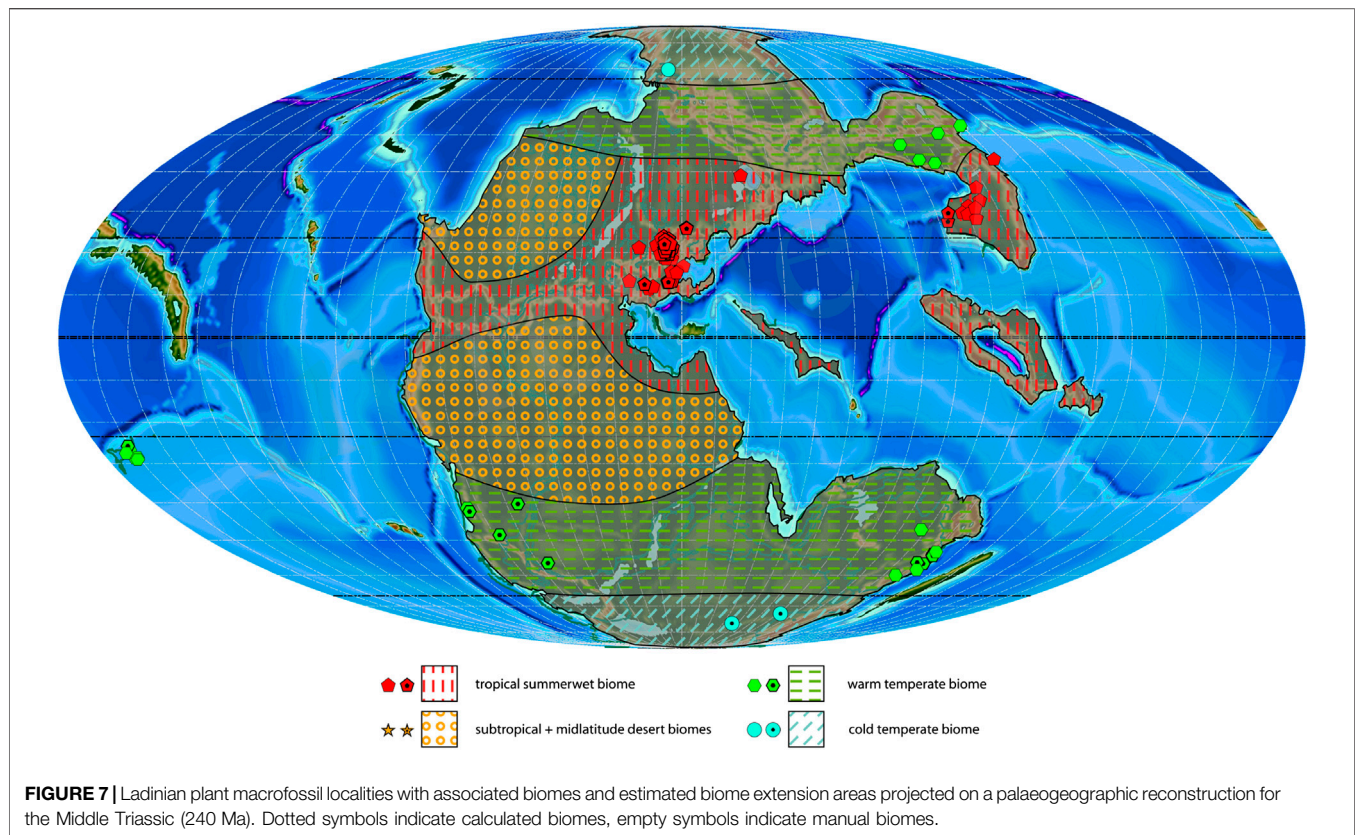 tropical summerwet biome
warm temperate biome
subtropical + midlatitude desert biomes
cold temperate biome
FIGURE 7 | Ladinian plant macrofossil localities with associated biomes and estimated biome extension areas projected on a palaeogeographic reconstruction for
the Middle Triassic (240 Ma). Dotted symbols indicate calculated biomes, empty symbols indicate manual biomes.